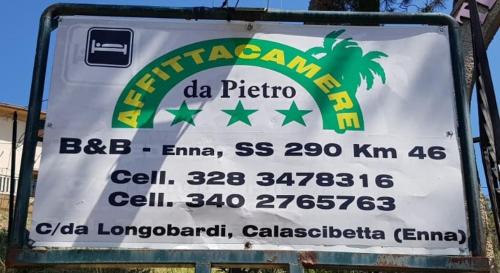 AFFITTACAMERE
da Pietro
B&B - Enna, SS 290 Km 46
Cell. 328 3478316
Cell. 340 2765763
C/da Longobardi, Calascibetta (Enna)